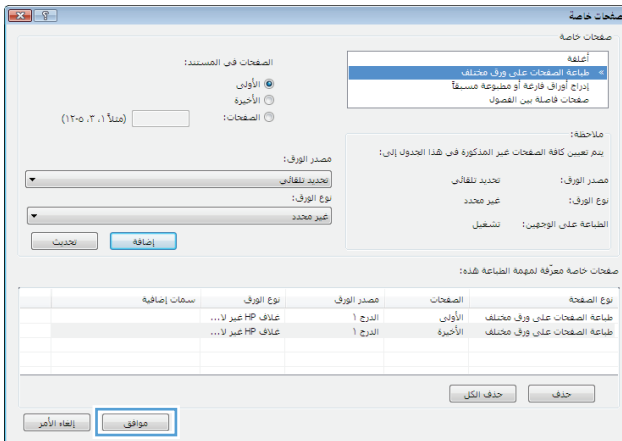 صفحات خاصة
صفحات خاصة
أغلفة
» طباعة الصفحات على ورق مختلف
إدراج أوراق فارغة أو مطبوعة مسبقاً
صفحات فاصلة بين الفصول
الصفحات في المستند:
الأولى
الأخيرة
الصفحات: (مثلاً ١، ٣، ٥-١٢)
ملاحظة:
يتم تعيين كافة الصفحات غير المذكورة في هذا الجدول إلى:
مصدر الورق: تحديد تلقائي
نوع الورق: غير محدد
الطباعة على الوجهين: تشغيل
مصدر الورق:
تحديد تلقائي
نوع الورق:
غير محدد
إضافة تحديث
صفحات خاصة معرّفة لمهمة الطباعة هذه:
نوع الصفحة الصفحات مصدر الورق نوع الورق سمات إضافية
طباعة الصفحات على ورق مختلف الأولى الدرج ١ غلاف HP غير لا...
طباعة الصفحات على ورق مختلف الأخيرة الدرج ١ غلاف HP غير لا...
حذف حذف الكل
موافق إلغاء الأمر